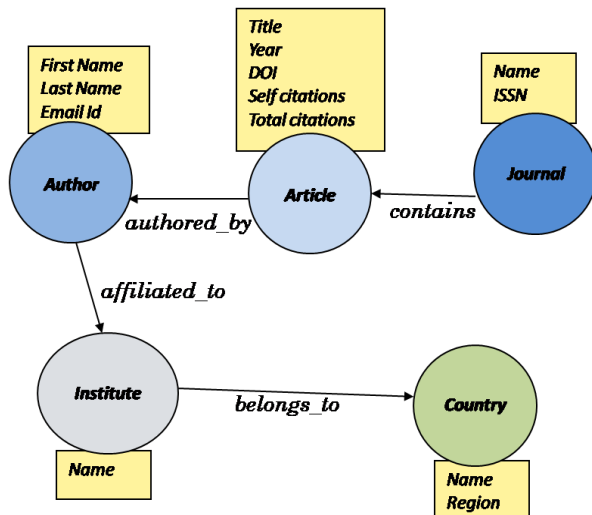 Title
Year
DOI
Self citations
Total citations
First Name
Last Name
Email Id
Name
ISSN
Author
Article
Journal
authored_by
contains
affiliated_to
Institute
belongs_to
Country
Name
Name
Region